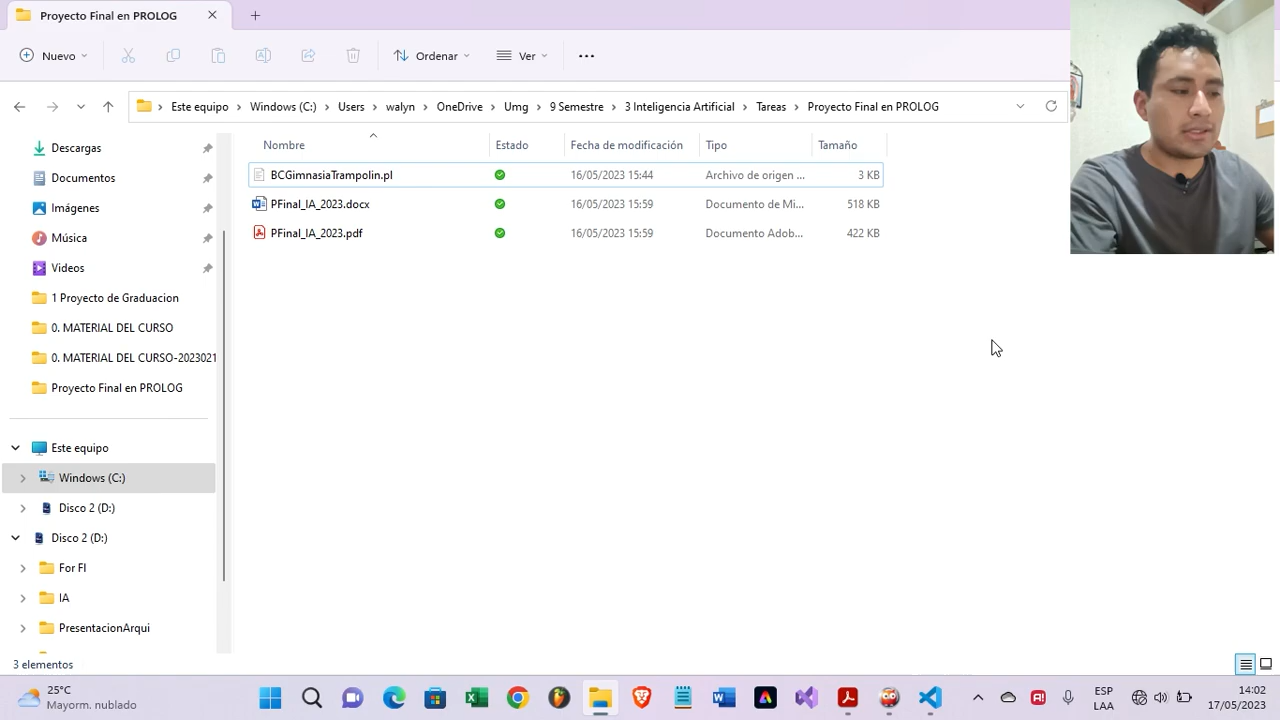 Proyecto Final en PROLOG
Nuevo
Ordenar
Ver
Este equipo > Windows (C:) > Users > walyn > OneDrive > Umg > 9 Semestre > 3 Inteligencia Artificial > Tareas > Proyecto Final en PROLOG
Nombre Estado Fecha de modificación Tipo Tamaño
BCGimnasiaTrampolin.pl 16/05/2023 15:44 Archivo de origen ... 3 KB
PFinal_IA_2023.docx 16/05/2023 15:59 Documento de Mi... 518 KB
PFinal_IA_2023.pdf 16/05/2023 15:59 Documento Adob... 422 KB
Descargas
Documentos
Imágenes
Música
Videos
1 Proyecto de Graduacion
0. MATERIAL DEL CURSO
0. MATERIAL DEL CURSO-2023021
Proyecto Final en PROLOG
Este equipo
Windows (C:)
Disco 2 (D:)
Disco 2 (D:)
For Fl
IA
PresentacionArqui
3 elementos
25°C
Mayorm. nublado
ESP
LAA
14:02
17/05/2023